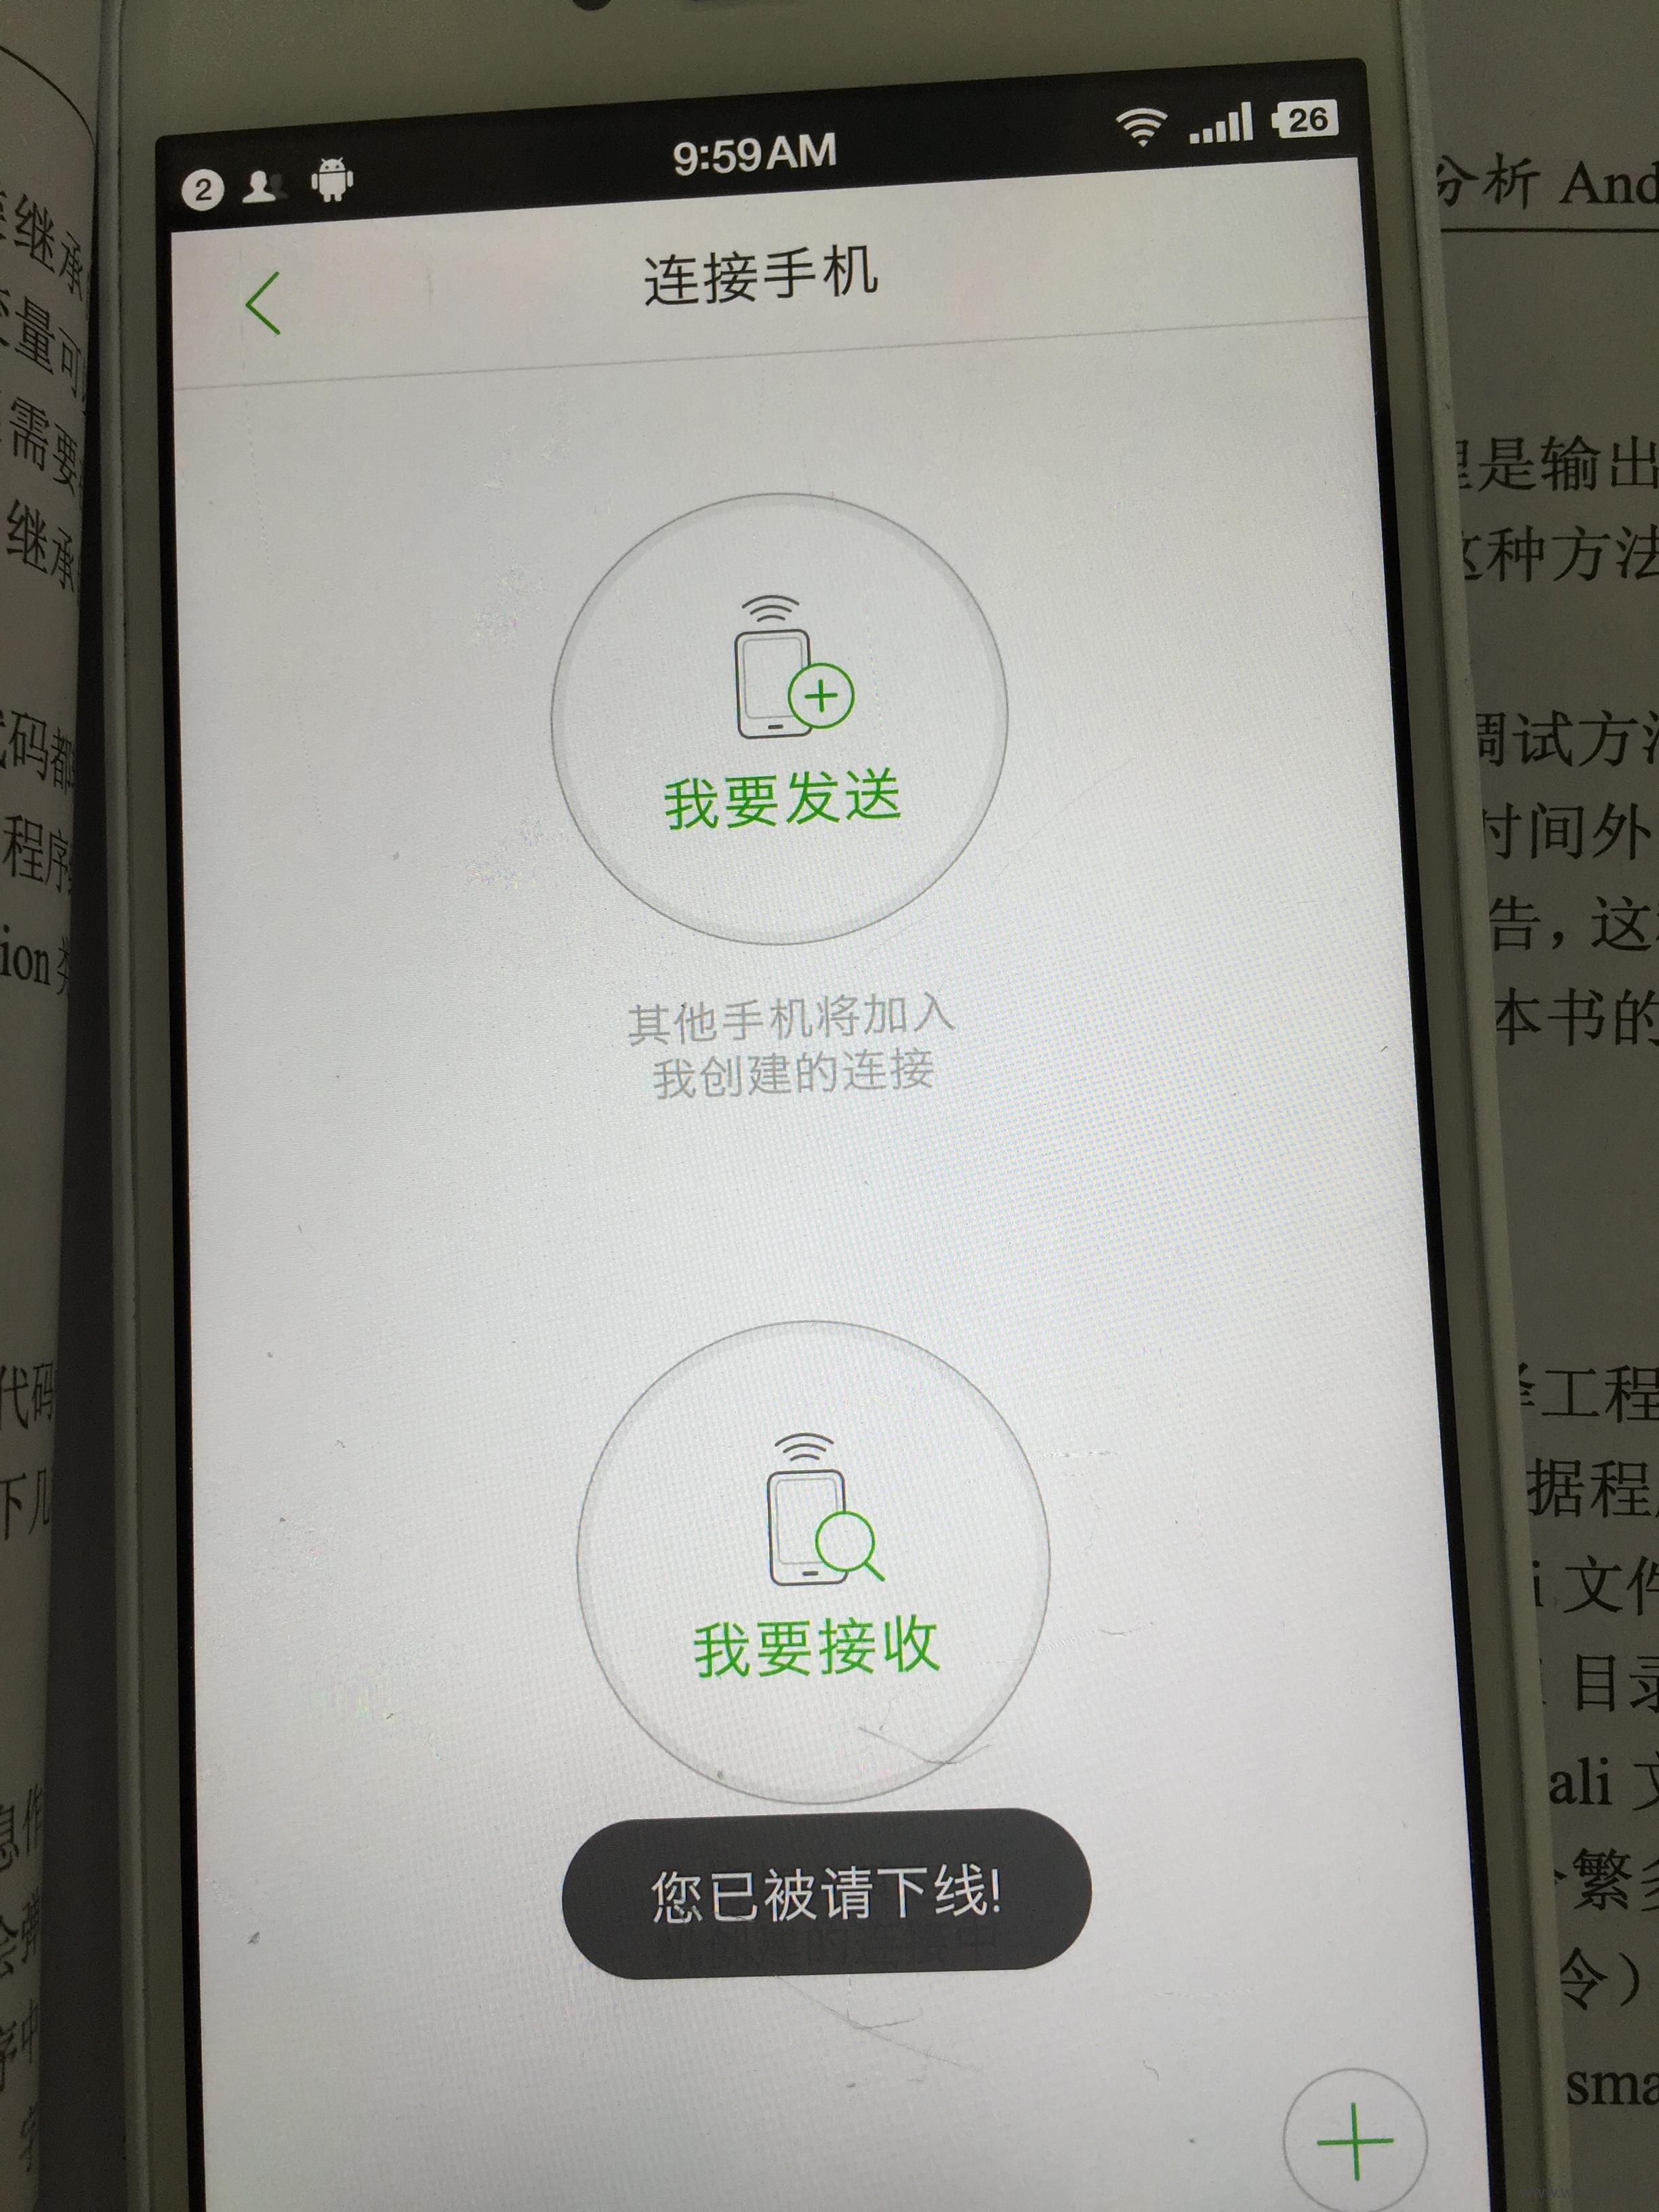 2
9:59AM
26
连接手机
我要发送
其他手机将加入
我创建的连接
我要接收
您已被请下线!
继承
量可
需要
继承
码都
程序
ion
代码
下几
分析 And
是输出
这种方法
调试方法
时间外
告，这
本书的
工程
据程
i 文件
目录
ali 文
繁多
令）
sma